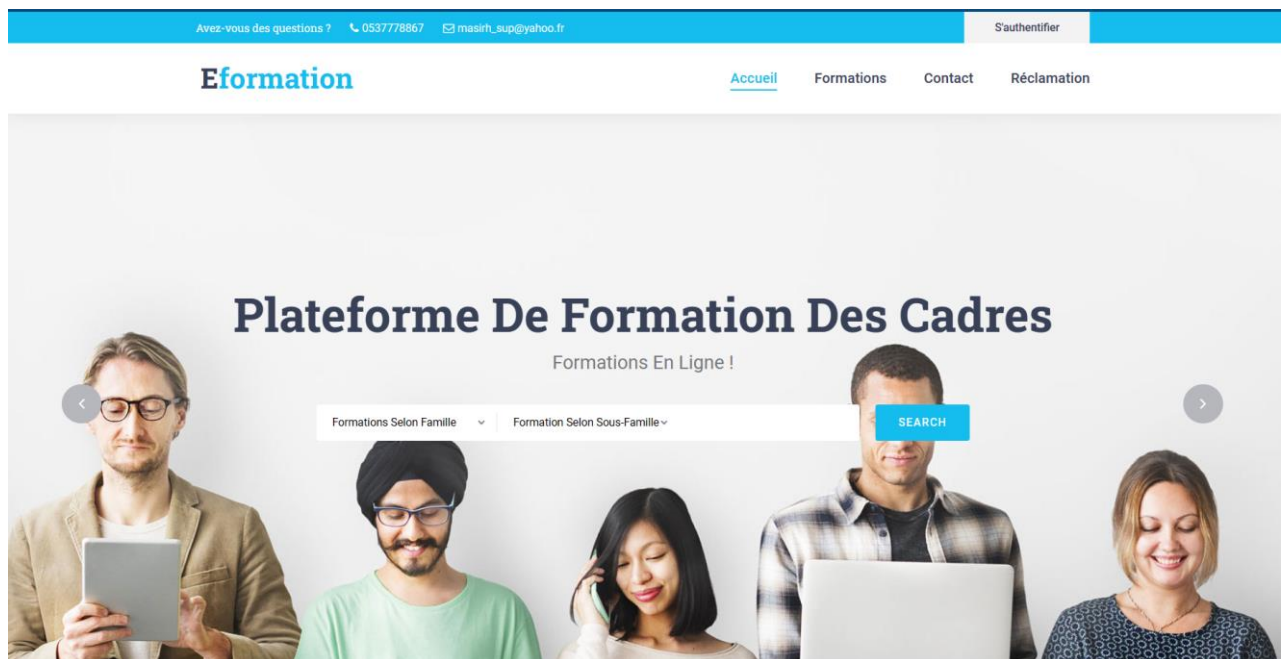 Avez-vous des questions ? 0537778867 masirh_sup@yahoo.fr S'authentifier
Eformation Accueil Formations Contact Réclamation
Plateforme De Formation Des Cadres
Formations En Ligne !
Formations Selon Famille Formation Selon Sous-Famille SEARCH